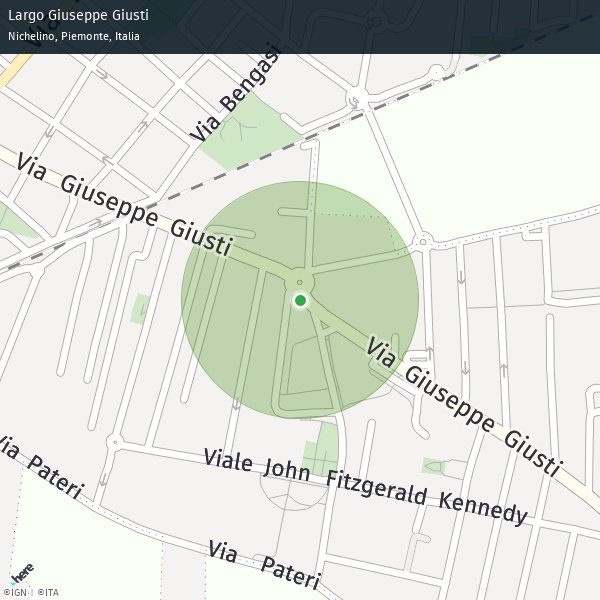 Largo Giuseppe Giusti
Nichelino, Piemonte, Italia
Via Bengasi
Via Giuseppe Giusti
Via Giuseppe Giusti
Via Pateri
Viale John Fitzgerald Kennedy
Via Pateri
here
©IGN | ©ITA